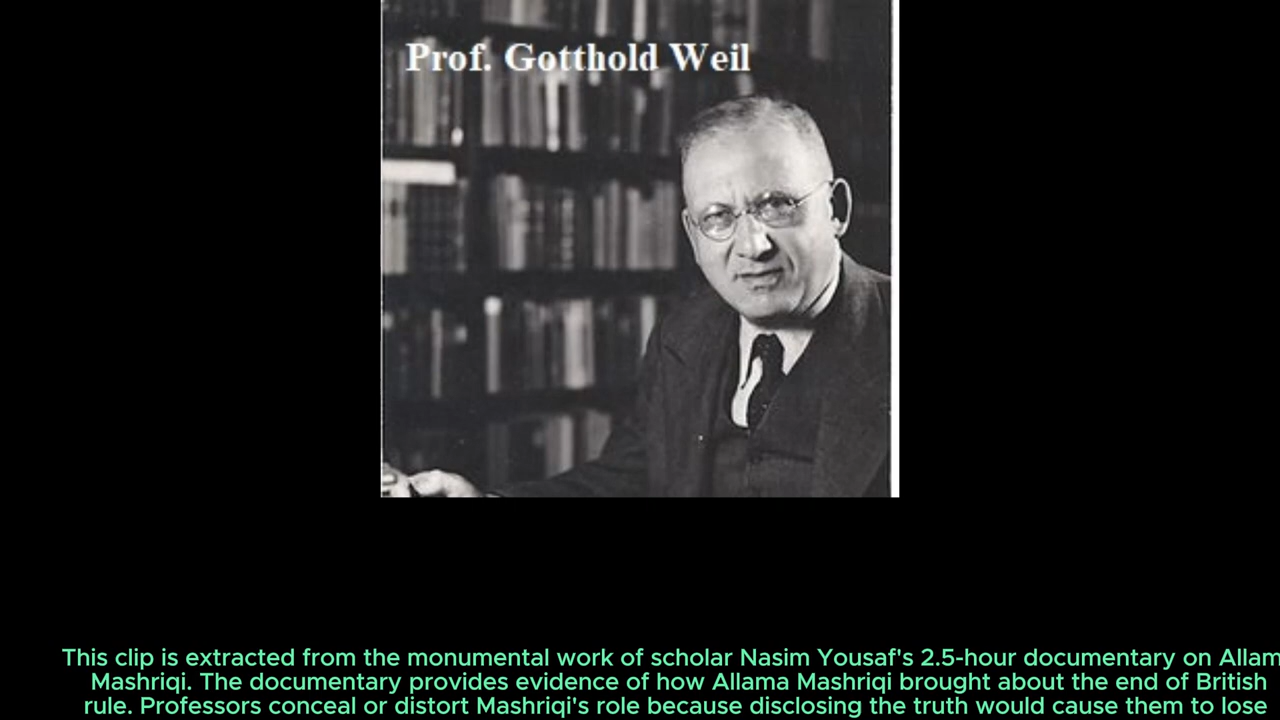 Prof. Gotthold Weil
This clip is extracted from the monumental work of scholar Nasim Yousaf's 2.5-hour documentary on Allam
Mashriqi. The documentary provides evidence of how Allama Mashriqi brought about the end of British
rule. Professors conceal or distort Mashriqi's role because disclosing the truth would cause them to lose